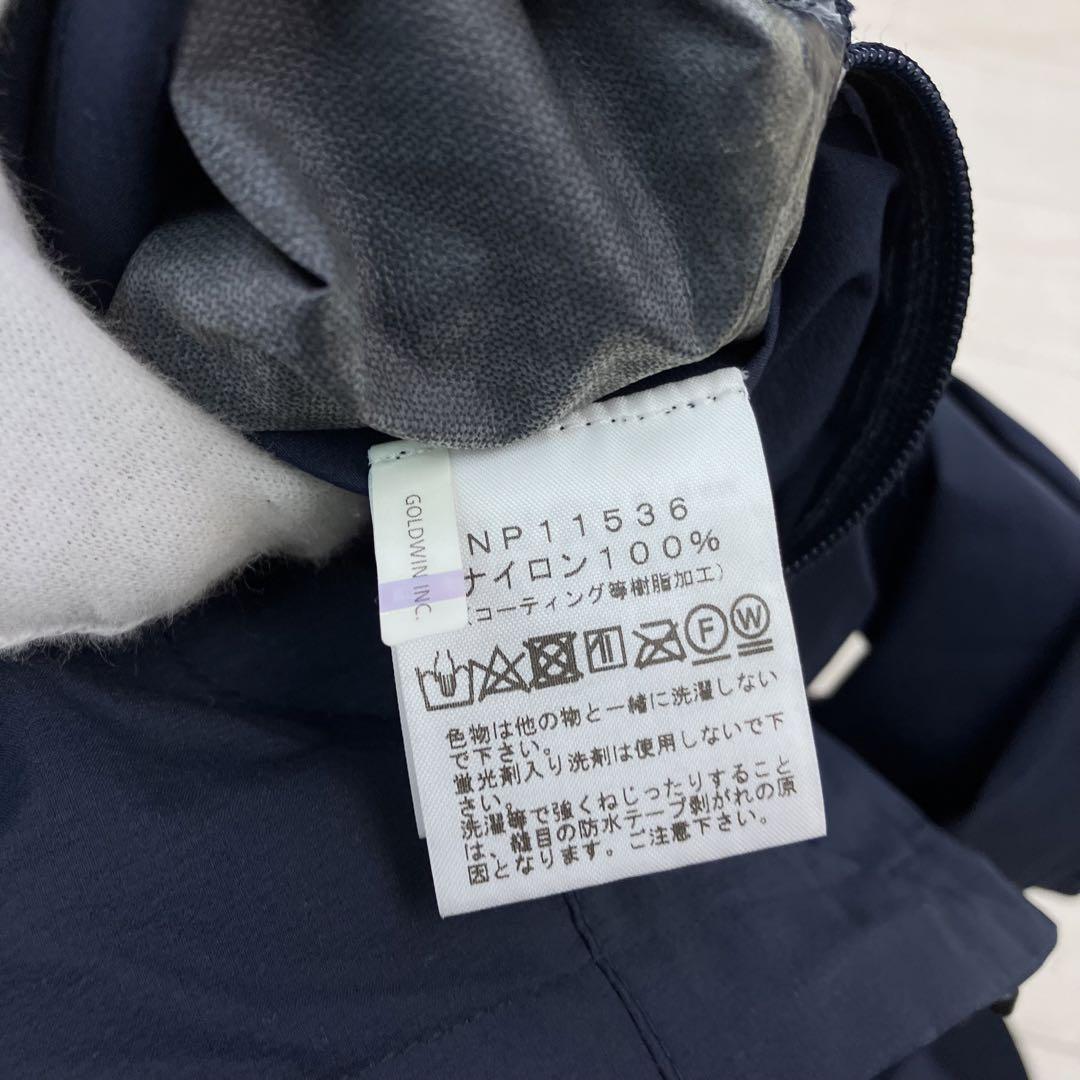 GOLDWIN INC.
NP11536
ナイロン100%
(コーティング等樹脂加工)
F W
色物は他の物と一緒に洗濯しない
で下さい。
蛍光剤入り洗剤は使用しないで下
さい。
洗濯等で強くねじったりすること
は、縫目の防水テープ剥がれの原
因となります。ご注意下さい。